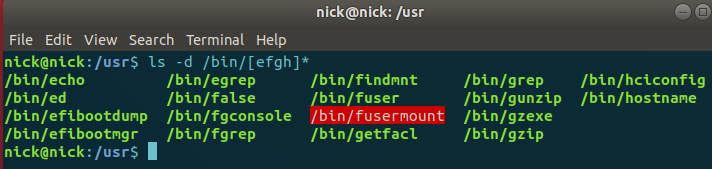 nick@nick: /usr
File Edit View Search Terminal Help
nick@nick:/usr$ ls -d /bin/[efgh]*
/bin/echo /bin/egrep /bin/findmnt /bin/grep /bin/hciconfig
/bin/ed /bin/false /bin/fuser /bin/gunzip /bin/hostname
/bin/efibootdump /bin/fgconsole /bin/fusermount /bin/gzexe
/bin/efibootmgr /bin/fgrep /bin/getfacl /bin/gzip
nick@nick:/usr$